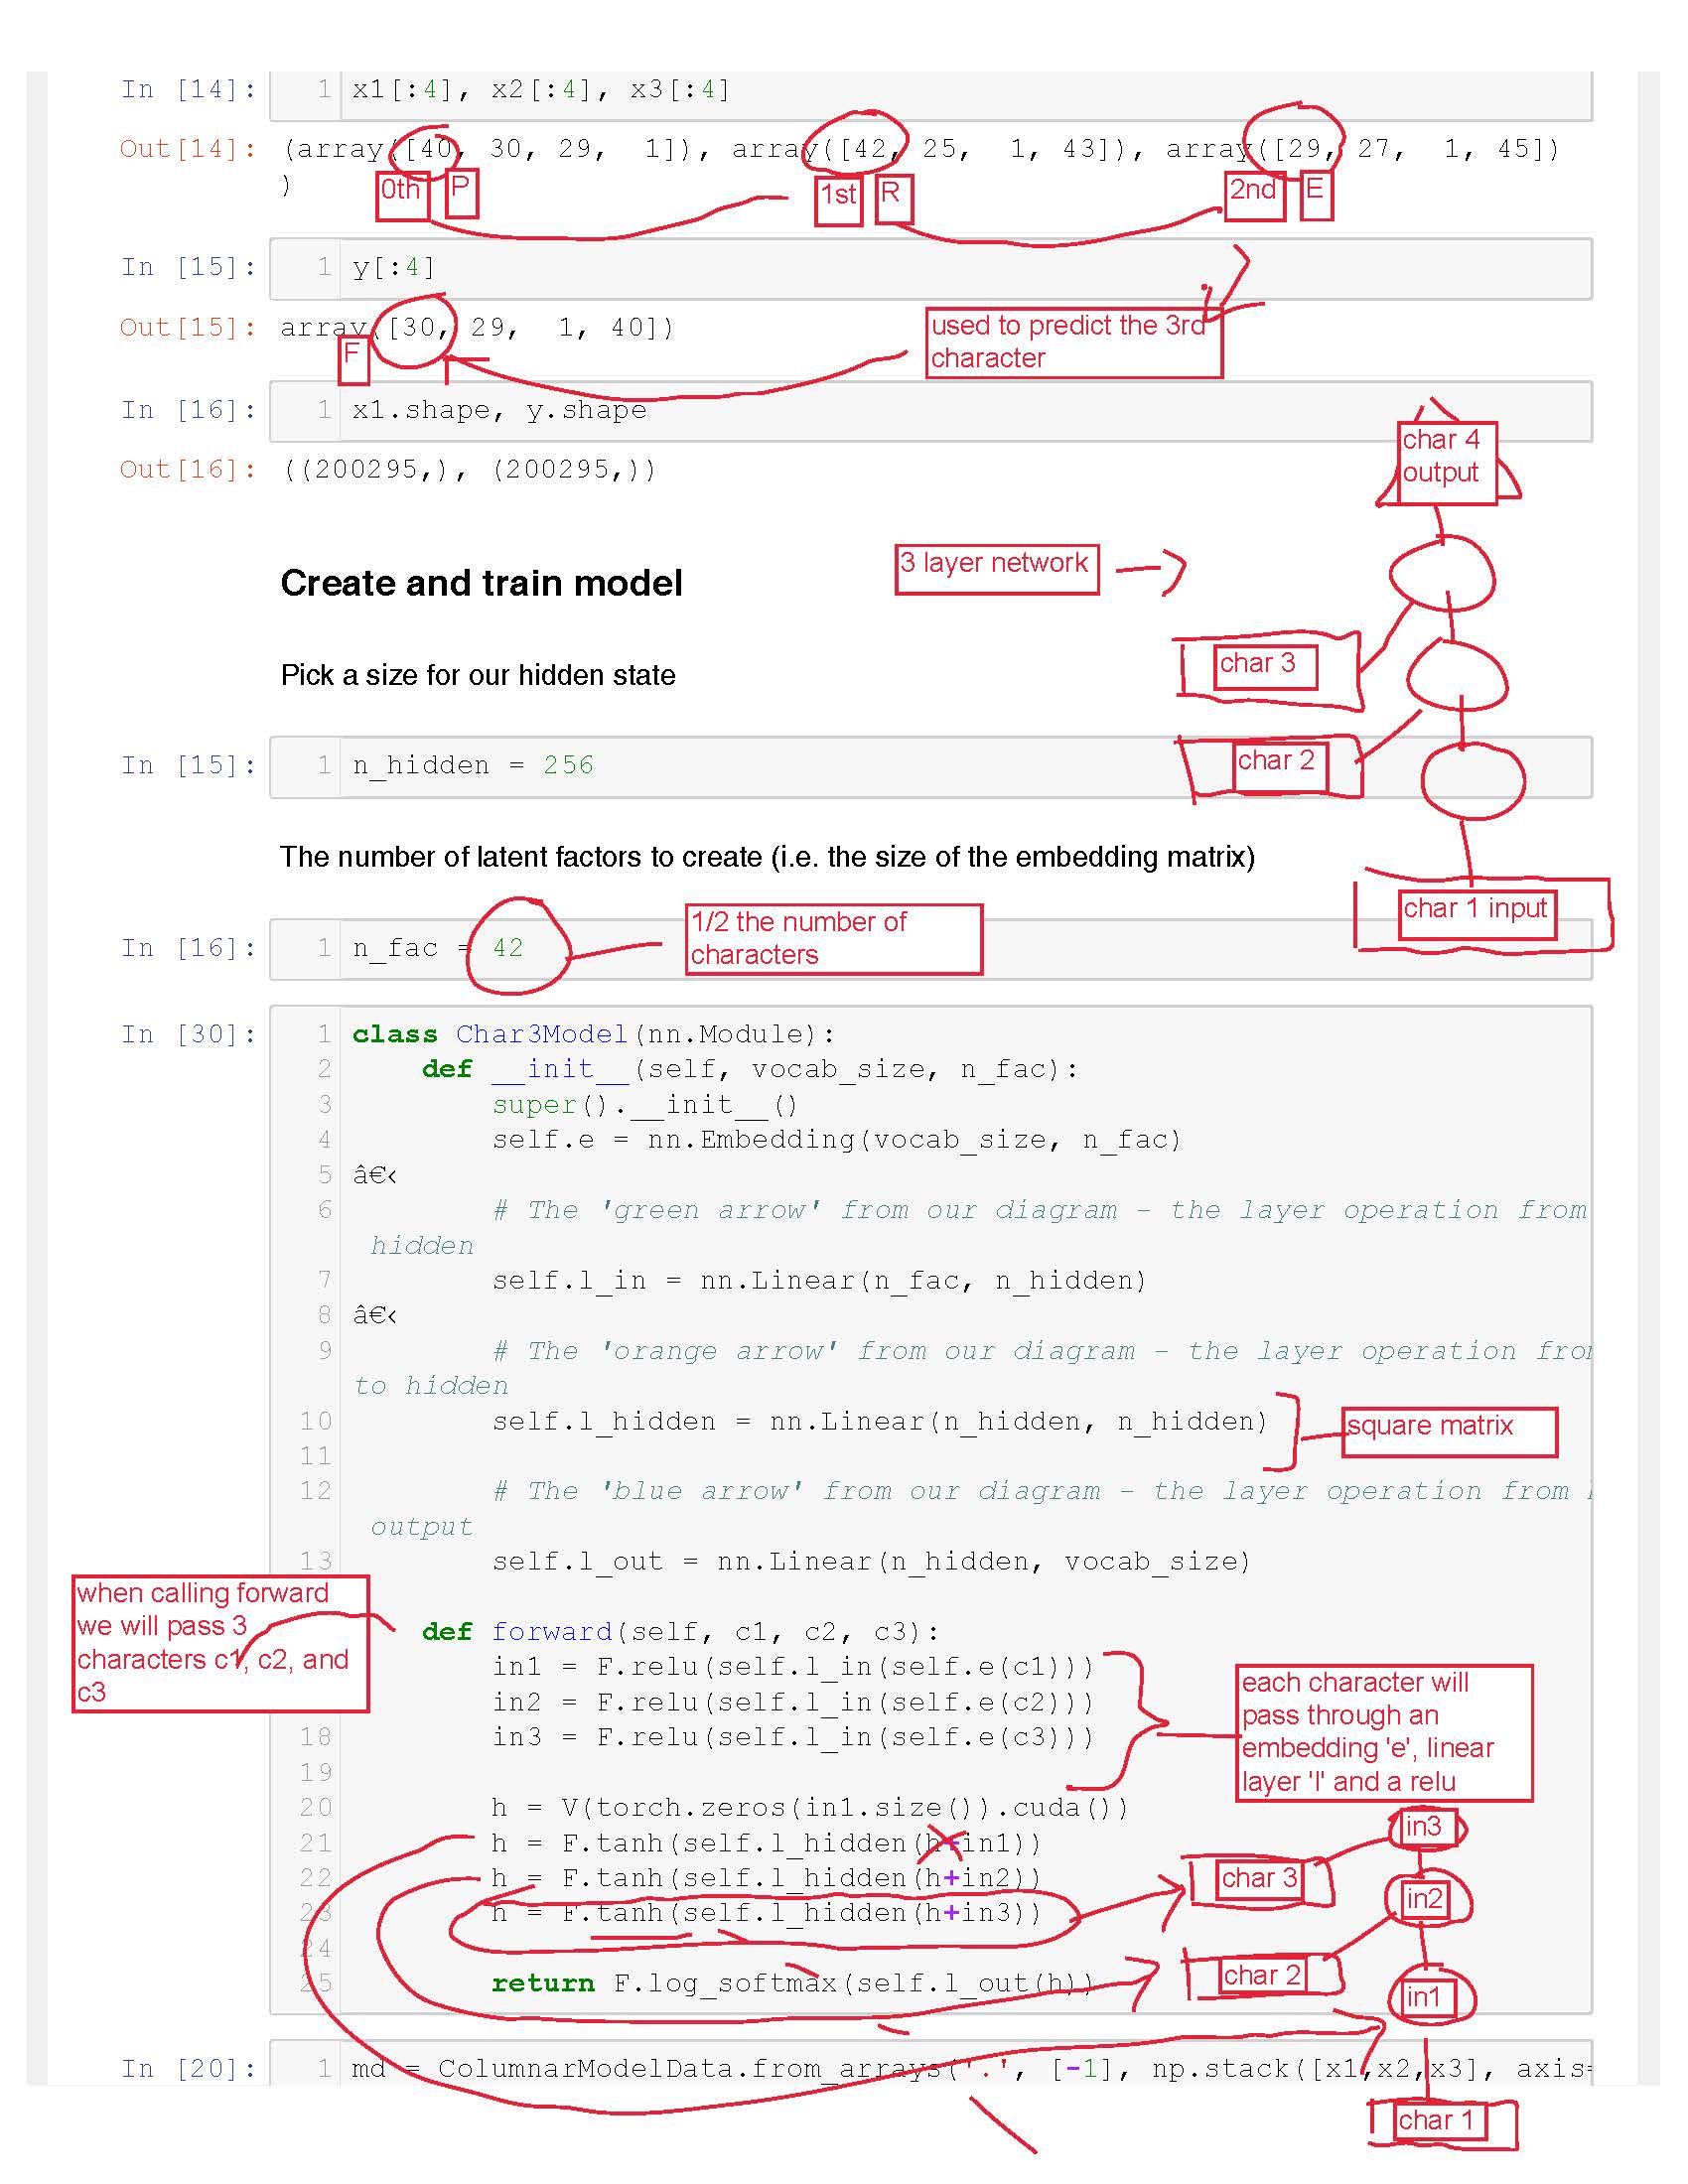 In [14]: 1 x1[:4], x2[:4], x3[:4]
Out[14]: (array([40, 30, 29, 1]), array([42, 25, 1, 43]), array([29, 27, 1, 45])
)
0th P 1st R 2nd E
In [15]: 1 y[:4]
Out[15]: array([30, 29, 1, 40])
F
used to predict the 3rd
character
In [16]: 1 x1.shape, y.shape
Out[16]: ((200295,), (200295,))
char 4
output
3 layer network
Create and train model
char 3
Pick a size for our hidden state
In [15]: 1 n_hidden = 256
char 2
The number of latent factors to create (i.e. the size of the embedding matrix)
char 1 input
In [16]: 1 n_fac = 42
1/2 the number of
characters
In [30]: 1 class Char3Model(nn.Module):
2 def __init__(self, vocab_size, n_fac):
3 super().__init__()
4 self.e = nn.Embedding(vocab_size, n_fac)
5 â€‹
6 # The 'green arrow' from our diagram - the layer operation from
hidden
7 self.l_in = nn.Linear(n_fac, n_hidden)
8 â€‹
9 # The 'orange arrow' from our diagram - the layer operation from
to hidden
10 self.l_hidden = nn.Linear(n_hidden, n_hidden)
square matrix
11
12 # The 'blue arrow' from our diagram - the layer operation from
output
13 self.l_out = nn.Linear(n_hidden, vocab_size)
when calling forward
we will pass 3
characters c1, c2, and
c3
def forward(self, c1, c2, c3):
in1 = F.relu(self.l_in(self.e(c1)))
in2 = F.relu(self.l_in(self.e(c2)))
18 in3 = F.relu(self.l_in(self.e(c3)))
each character will
pass through an
embedding 'e', linear
layer 'l' and a relu
19
20 h = V(torch.zeros(in1.size()).cuda())
21 h = F.tanh(self.l_hidden(h+in1))
22 h = F.tanh(self.l_hidden(h+in2))
23 h = F.tanh(self.l_hidden(h+in3))
24
25 return F.log_softmax(self.l_out(h))
in3
char 3
in2
char 2
in1
In [20]: 1 md = ColumnarModelData.from_arrays('.', [-1], np.stack([x1,x2,x3], axis=
char 1